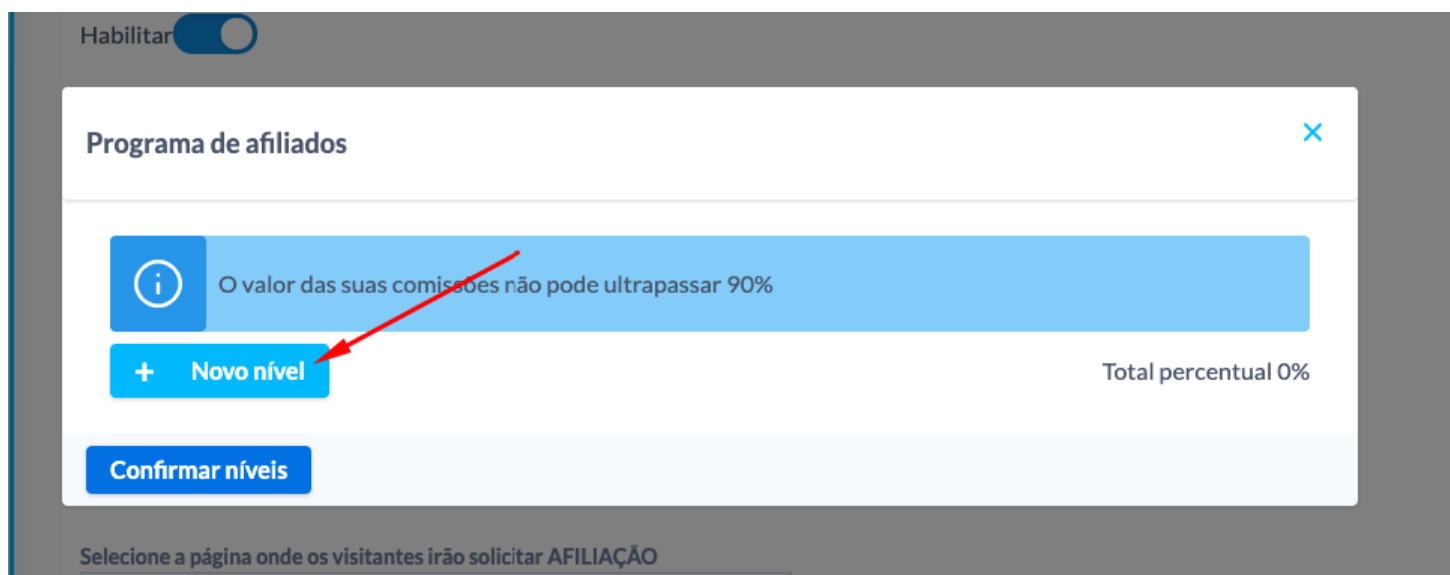 Habilitar
Programa de afiliados
O valor das suas comissões não pode ultrapassar 90%
+ Novo nível
Total percentual 0%
Confirmar níveis
Selecione a página onde os visitantes irão solicitar AFILIAÇÃO